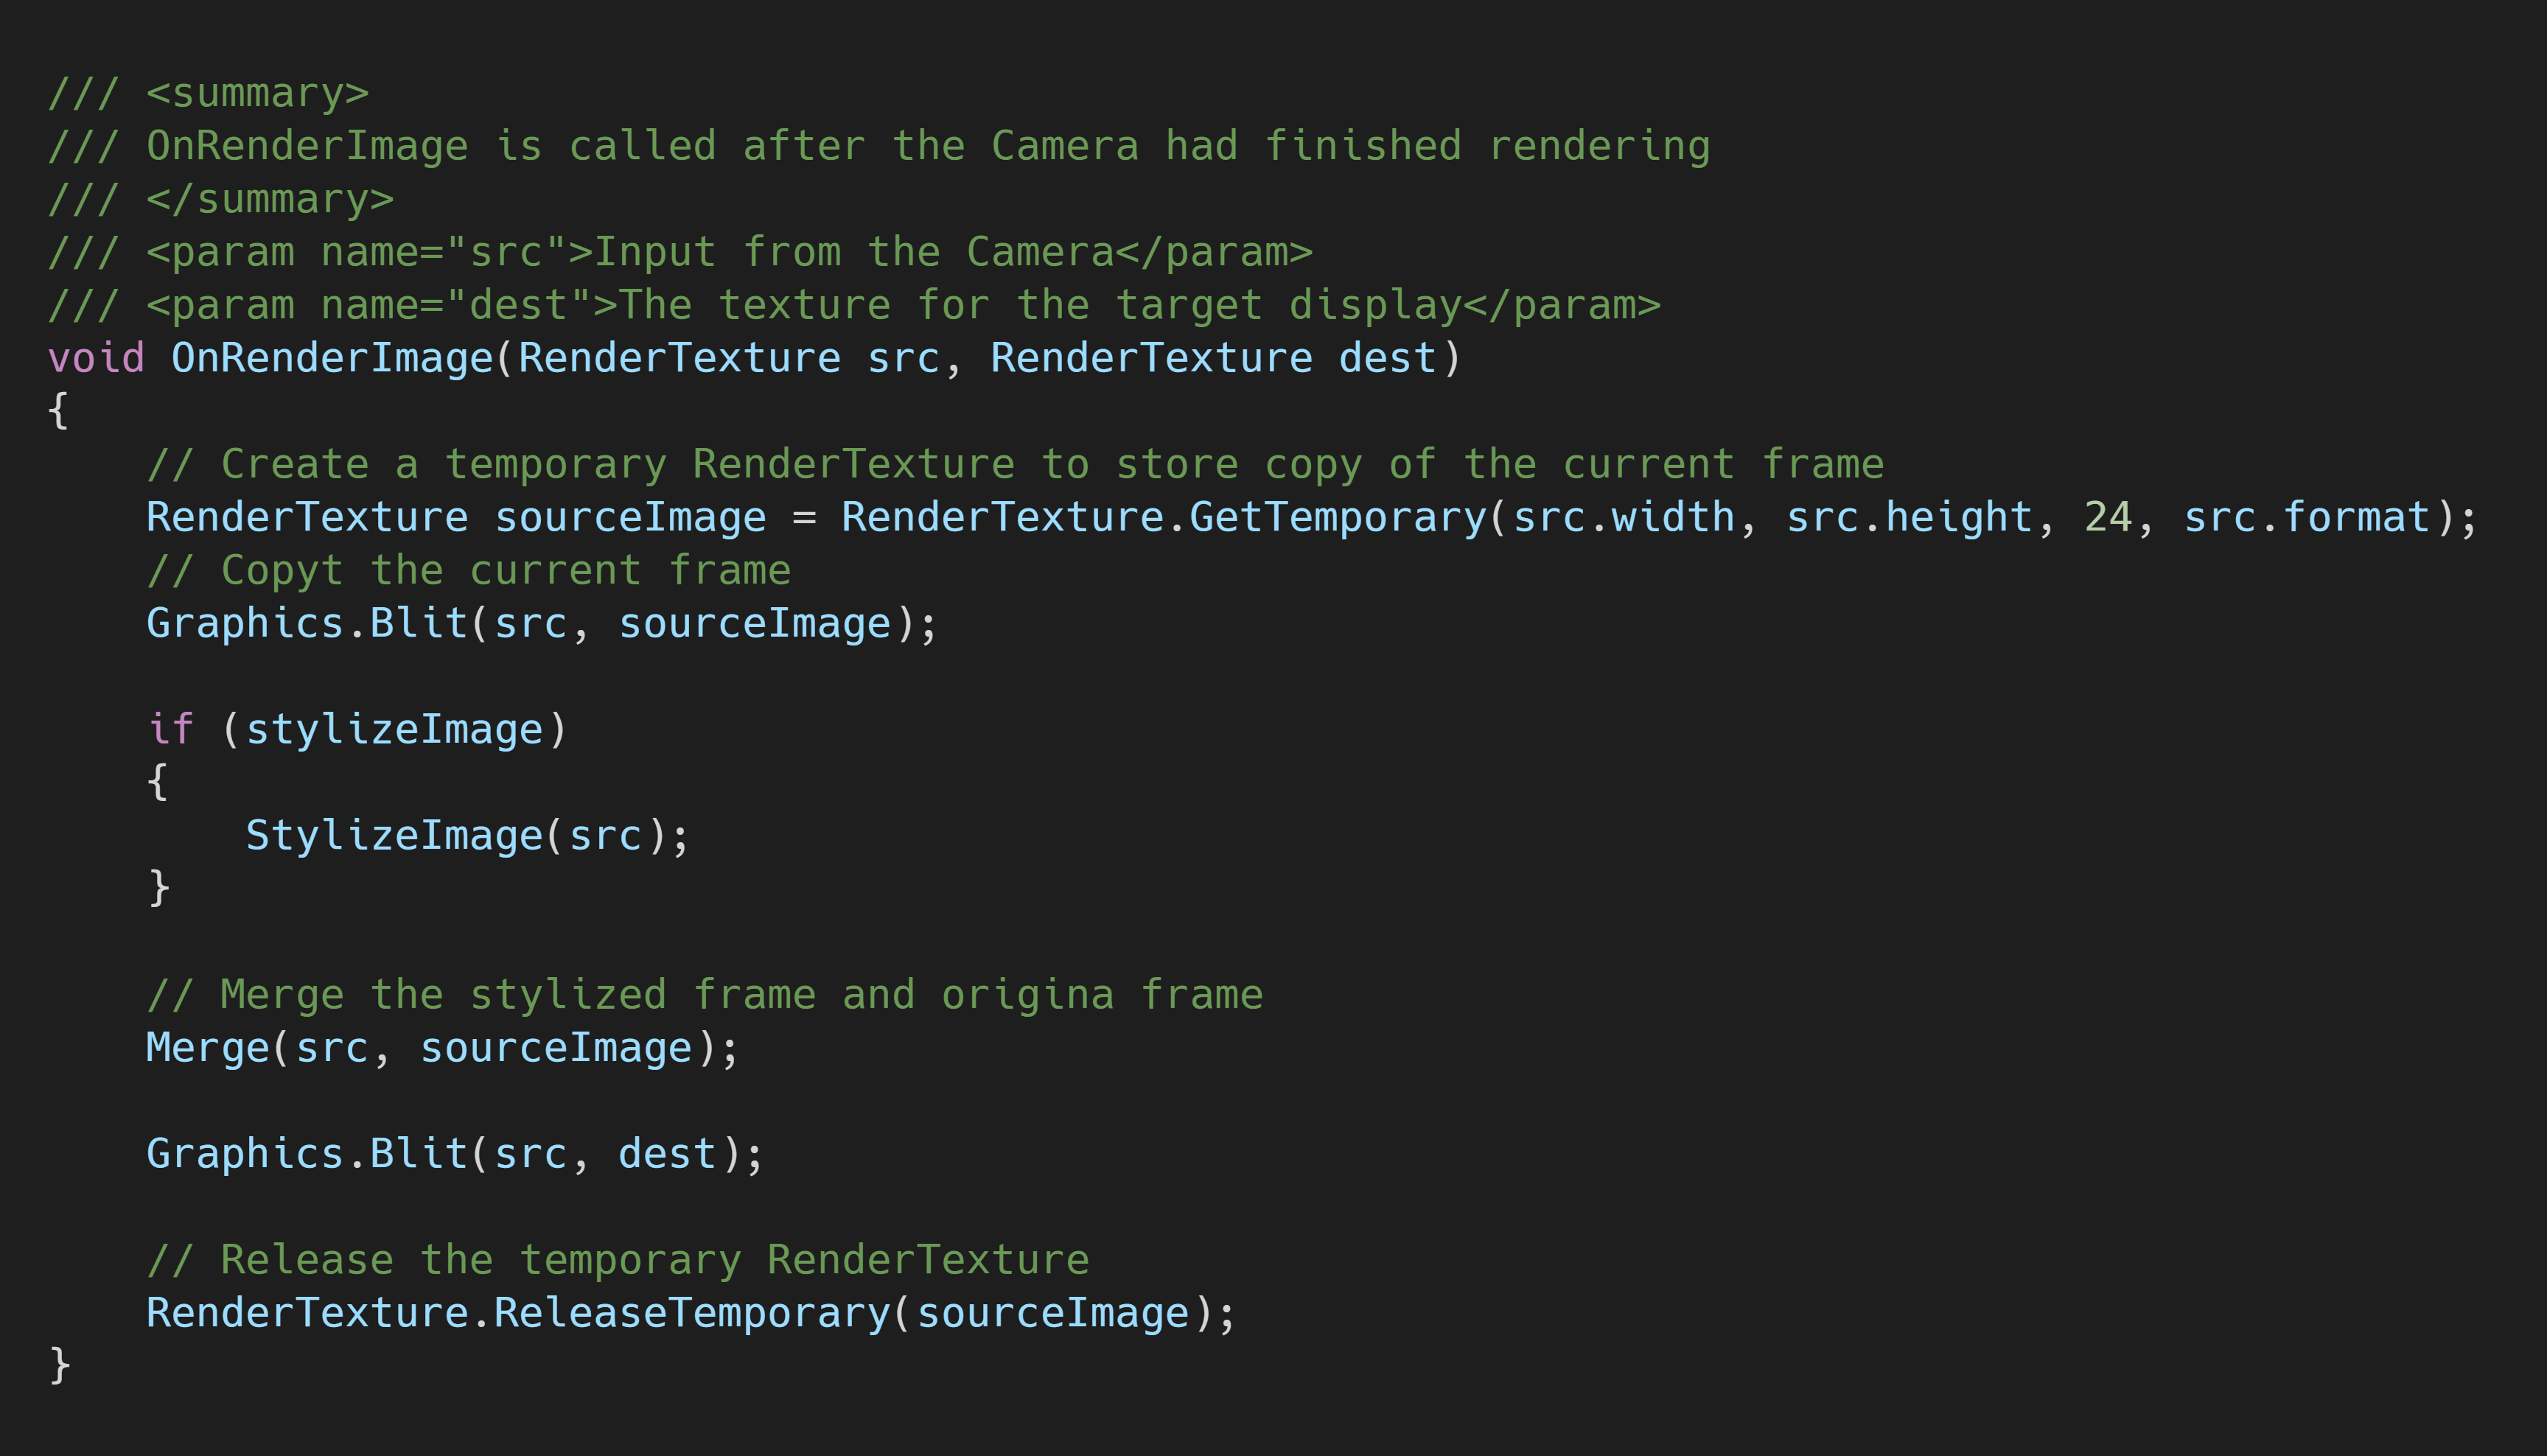 /// <summary>
/// OnRenderImage is called after the Camera had finished rendering
/// </summary>
/// <param name="src">Input from the Camera</param>
/// <param name="dest">The texture for the target display</param>
void OnRenderImage(RenderTexture src, RenderTexture dest)
{
    // Create a temporary RenderTexture to store copy of the current frame
    RenderTexture sourceImage = RenderTexture.GetTemporary(src.width, src.height, 24, src.format);
    // Copyt the current frame
    Graphics.Blit(src, sourceImage);

    if (stylizeImage)
    {
        StylizeImage(src);
    }

    // Merge the stylized frame and origina frame
    Merge(src, sourceImage);

    Graphics.Blit(src, dest);

    // Release the temporary RenderTexture
    RenderTexture.ReleaseTemporary(sourceImage);
}